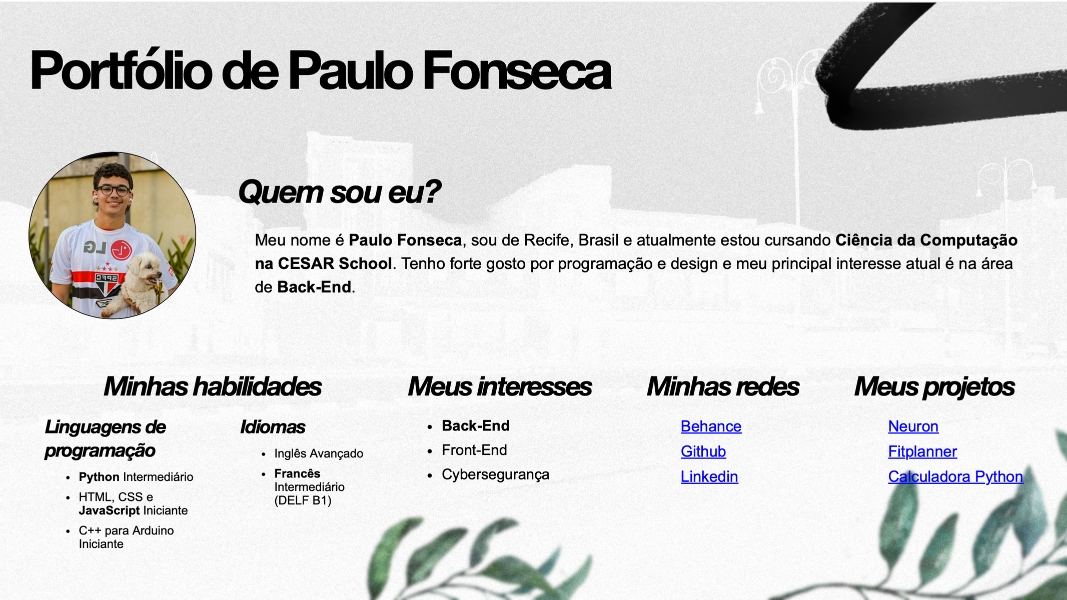 Portfólio de Paulo Fonseca
Quem sou eu?
Meu nome é Paulo Fonseca, sou de Recife, Brasil e atualmente estou cursando Ciência da Computação
na CESAR School. Tenho forte gosto por programação e design e meu principal interesse atual é na área
de Back-End.
LG
SPFC
Minhas habilidades
Linguagens de
programação
• Python Intermediário
• HTML, CSS e
JavaScript Iniciante
• C++ para Arduino
Iniciante
Idiomas
• Inglês Avançado
• Francês
Intermediário
(DELF B1)
Meus interesses
• Back-End
• Front-End
• Cybersegurança
Minhas redes
Behance
Github
Linkedin
Meus projetos
Neuron
Fitplanner
Calculadora Python